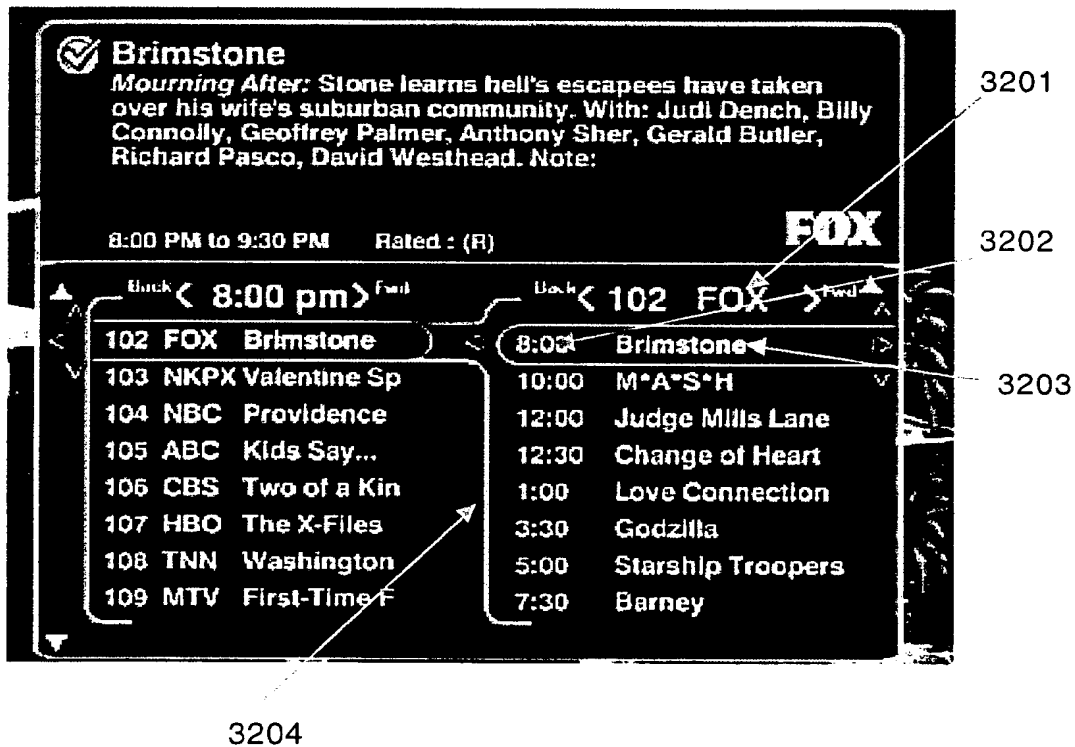 Brimstone
Mourning After: Stone learns hell's escapees have taken
over his wife's suburban community. With: Judi Dench, Billy
Connolly, Geoffrey Palmer, Anthony Sher, Gerald Butler,
Richard Pasco, David Westhead. Note:
8:00 PM to 9:30 PM Rated : (R)
FOX
Back < 8:00 pm > Fwd
102 FOX Brimstone
103 NKPX Valentine Sp
104 NBC Providence
105 ABC Kids Say...
106 CBS Two of a Kin
107 HBO The X-Files
108 TNN Washington
109 MTV First-Time F
Back < 102 FOX > Fwd
8:00 Brimstone
10:00 M*A*S*H
12:00 Judge Mills Lane
12:30 Change of Heart
1:00 Love Connection
3:30 Godzilla
5:00 Starship Troopers
7:30 Barney
3201
3202
3203
3204